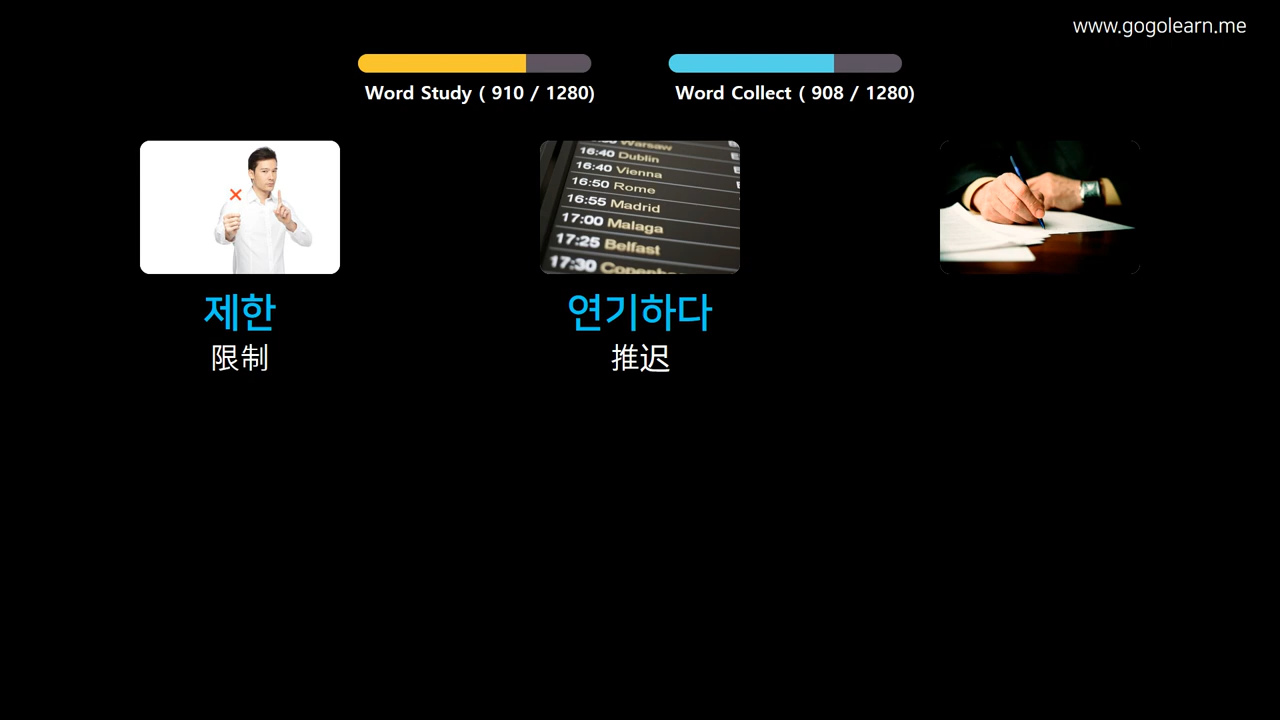 www.gogolearn.me
Word Study ( 910 / 1280)
Word Collect ( 908 / 1280)
16:40 Dublin
16:40 Vienna
16:50 Rome
16:55 Madrid
17:00 Malaga
17:25 Belfast
17:30
제한
限制
연기하다
推迟